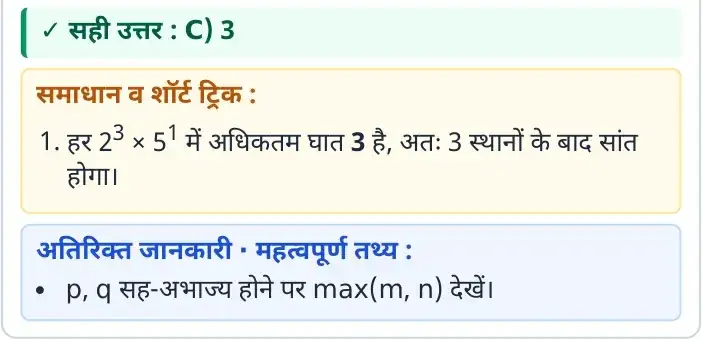 ✓ सही उत्तर : C) 3
समाधान व शॉर्ट ट्रिक :
1. हर 2³ × 5¹ में अधिकतम घात 3 है, अतः 3 स्थानों के बाद सांत
होगा।
अतिरिक्त जानकारी · महत्वपूर्ण तथ्य :
• p, q सह-अभाज्य होने पर max(m, n) देखें।